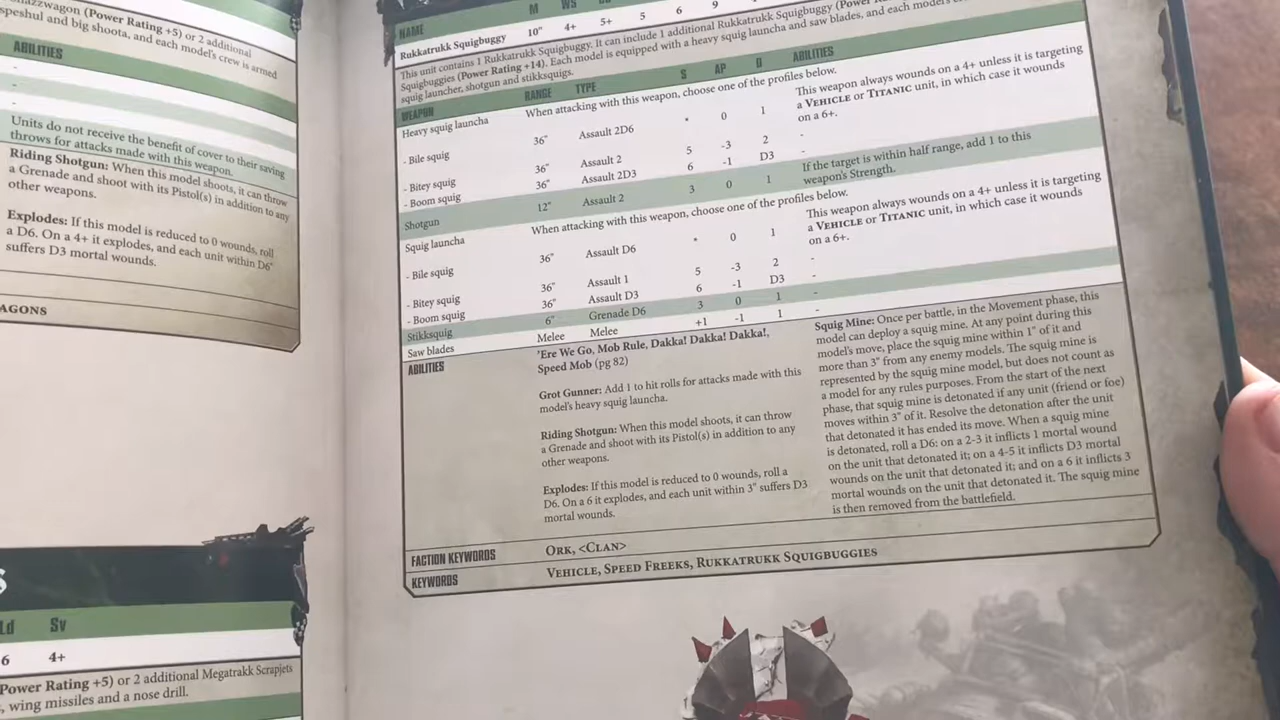 (Power Rating +5) or 2 additional
and big shoota, and each model's crew is armed
ABILITIES
-
-
-
Units do not receive the benefit of cover to their saving
throws for attacks made with this weapon.
Riding Shotgun: When this model shoots, it can throw
a Grenade and shoot with its Pistol(s) in addition to any
other weapons.
Explodes: If this model is reduced to 0 wounds, roll
a D6. On a 4+ it explodes, and each unit within D6"
suffers D3 mortal wounds.
Ld Sv
6 4+
Power Rating +5) or 2 additional Megatrakk Scrapjets
, wing missiles and a nose drill.
NAME M WS
Rukkatrukk Squigbuggy 10" 4+ 5+ 5 6 9
This unit contains 1 Rukkatrukk Squigbuggy. It can include 1 additional Rukkatrukk Squigbuggy (Power
Squigbuggies (Power Rating +14). Each model is equipped with a heavy squig launcha and saw blades, and each model's
squig launcher, shotgun and stikksquigs.
WEAPON RANGE TYPE S AP D ABILITIES
Heavy squig launcha When attacking with this weapon, choose one of the profiles below.
- Bile squig 36" Assault 2D6 * 0 1 This weapon always wounds on a 4+ unless it is targeting
a VEHICLE or TITANIC unit, in which case it wounds
on a 6+.
- Bitey squig 36" Assault 2 5 -3 2 -
- Boom squig 36" Assault 2D3 6 -1 D3 -
Shotgun 12" Assault 2 3 0 1 If the target is within half range, add 1 to this
weapon's Strength.
Squig launcha When attacking with this weapon, choose one of the profiles below.
- Bile squig 36" Assault D6 * 0 1 This weapon always wounds on a 4+ unless it is targeting
a VEHICLE or TITANIC unit, in which case it wounds
on a 6+.
- Bitey squig 36" Assault 1 5 -3 2 -
- Boom squig 36" Assault D3 6 -1 D3 -
Stikksquig 6" Grenade D6 3 0 1 -
Saw blades Melee Melee +1 -1 1 -
ABILITIES
'Ere We Go, Mob Rule, Dakka! Dakka! Dakka!,
Speed Mob (pg 82)
Grot Gunner: Add 1 to hit rolls for attacks made with this
model's heavy squig launcha.
Riding Shotgun: When this model shoots, it can throw
a Grenade and shoot with its Pistol(s) in addition to any
other weapons.
Explodes: If this model is reduced to 0 wounds, roll a
D6. On a 6 it explodes, and each unit within 3" suffers D3
mortal wounds.
Squig Mine: Once per battle, in the Movement phase, this
model can deploy a squig mine. At any point during this
model's move, place the squig mine within 1" of it and
more than 3" from any enemy models. The squig mine is
represented by the squig mine model, but does not count as
a model for any rules purposes. From the start of the next
phase, that squig mine is detonated if any unit (friend or foe)
moves within 3" of it. Resolve the detonation after the unit
that detonated it has ended its move. When a squig mine
is detonated, roll a D6: on a 2-3 it inflicts 1 mortal wound
on the unit that detonated it; on a 4-5 it inflicts D3 mortal
wounds on the unit that detonated it; and on a 6 it inflicts 3
mortal wounds on the unit that detonated it. The squig mine
is then removed from the battlefield.
FACTION KEYWORDS ORK, <CLAN>
KEYWORDS VEHICLE, SPEED FREEKS, RUKKATRUKK SQUIGBUGGIES